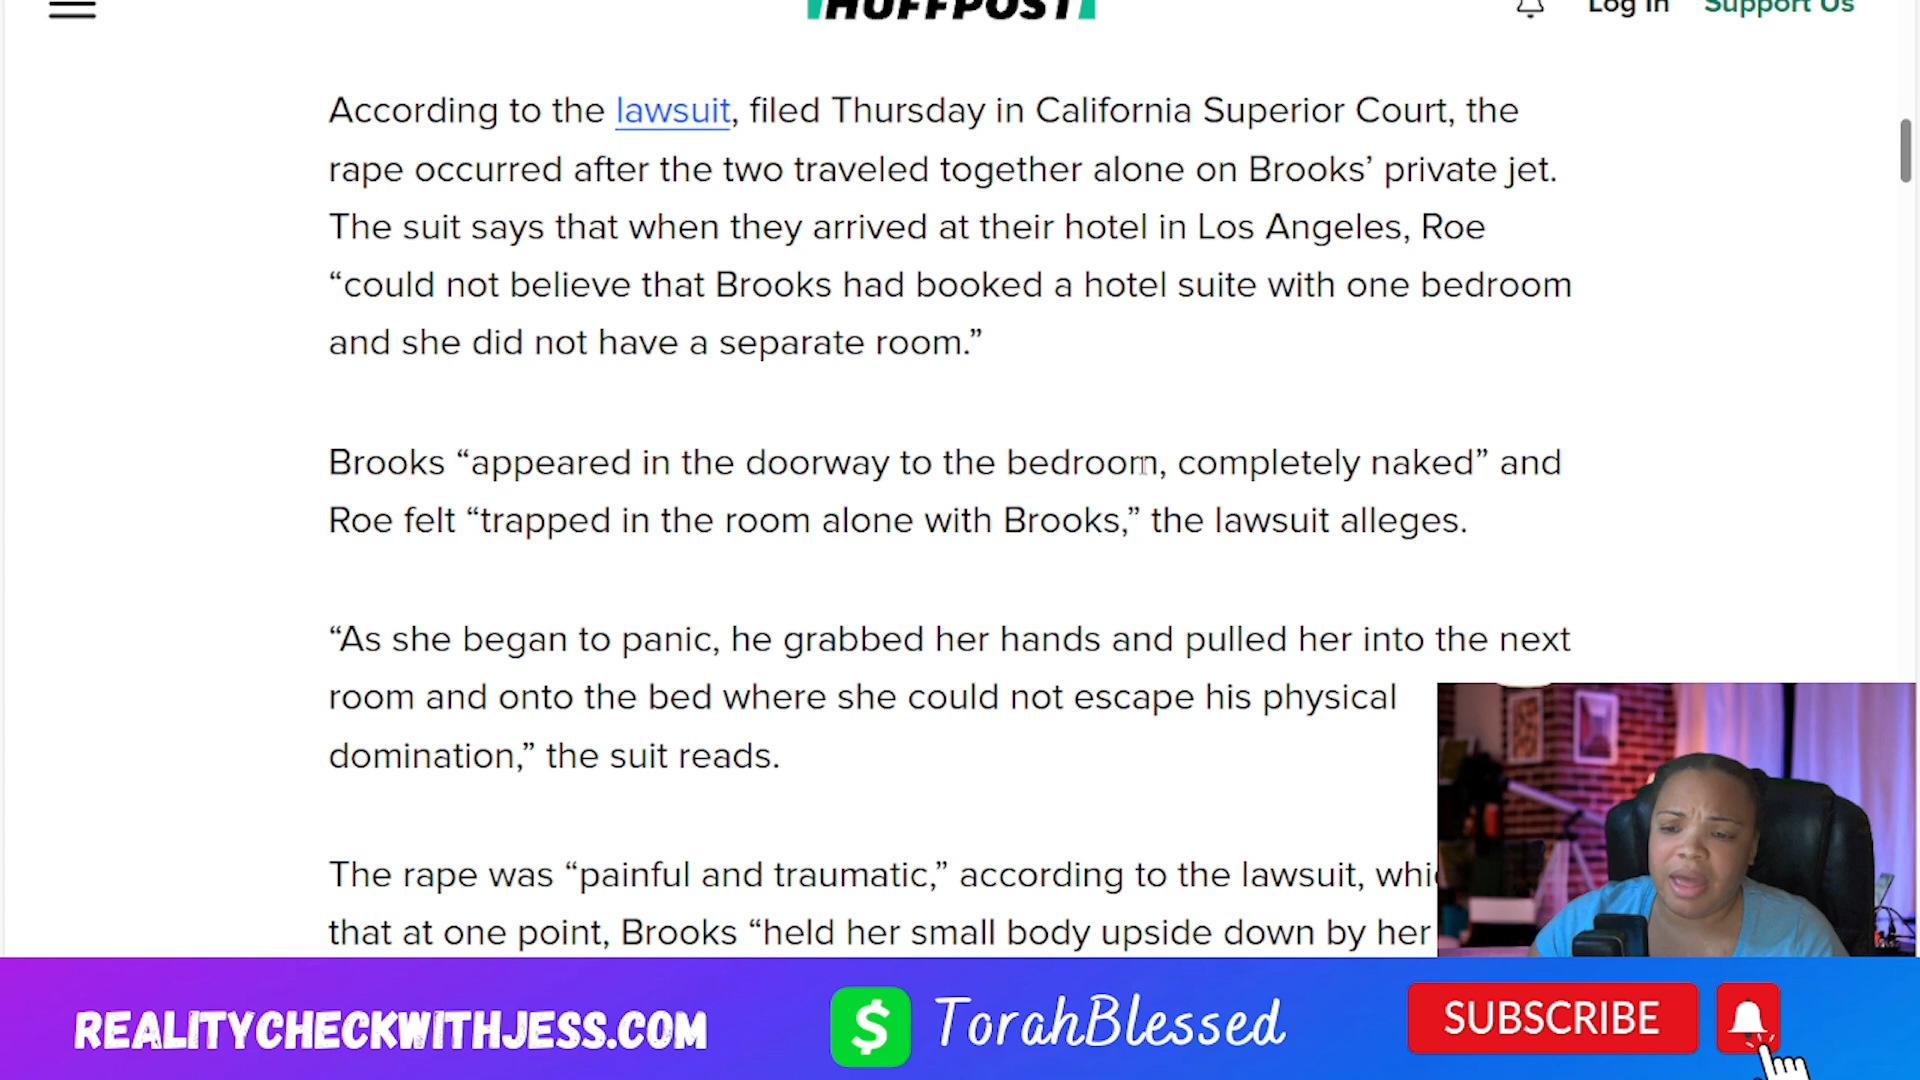 HUFFPOST
Log In
Support Us
According to the lawsuit, filed Thursday in California Superior Court, the
rape occurred after the two traveled together alone on Brooks’ private jet.
The suit says that when they arrived at their hotel in Los Angeles, Roe
“could not believe that Brooks had booked a hotel suite with one bedroom
and she did not have a separate room.”
Brooks “appeared in the doorway to the bedroom, completely naked” and
Roe felt “trapped in the room alone with Brooks,” the lawsuit alleges.
“As she began to panic, he grabbed her hands and pulled her into the next
room and onto the bed where she could not escape his physical
domination,” the suit reads.
The rape was “painful and traumatic,” according to the lawsuit,
that at one point, Brooks “held her small body upside down by her
REALITYCHECKWITHJESS.COM
$ TorahBlessed
SUBSCRIBE